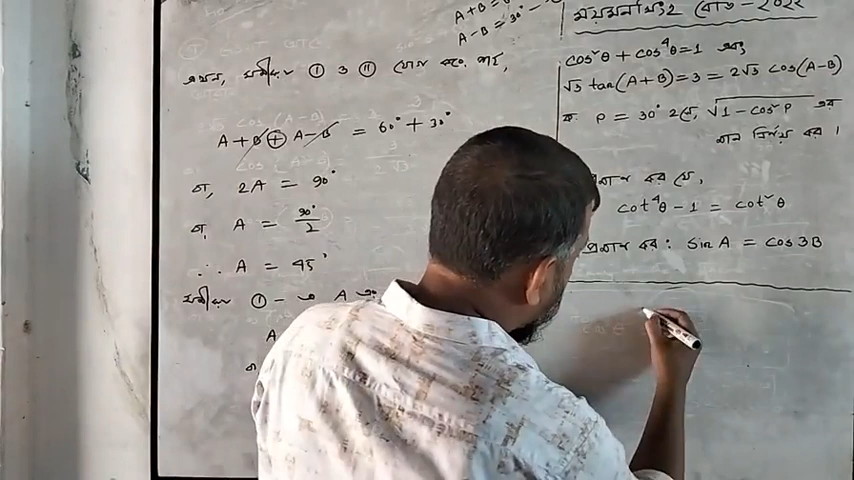 A + B = 6
A - B = 30°
এখন, সমীকরণ ① ও ② যোগ করে পাই,
A + B ⊕ A - B = 60° + 30°
বা, 2A = 90°
বা, A = 90°/2
∴ A = 45°
সমীকরণ ① - এ A
A
ময়মনসিংহ বোর্ড - ২০২২
cos²θ + cos⁴θ = 1 এবং
√3 tan(A+B) = 3 = 2√3 cos(A-B)
ক. P = 30° হলে, √1 - cos²P এর
মান নির্ণয় কর।
প্রমাণ কর যে,
cot⁴θ - 1 = cot²θ
প্রমাণ কর: sin A = cos 3B